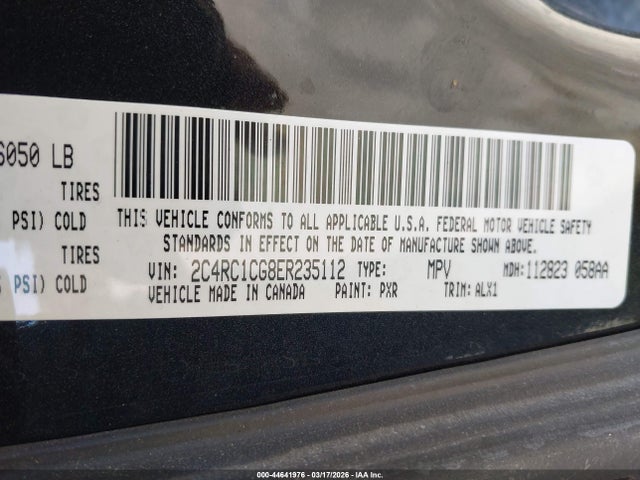 6050 LB
TIRES
PSI) COLD
THIS VEHICLE CONFORMS TO ALL APPLICABLE U.S.A. FEDERAL MOTOR VEHICLE SAFETY
TIRES
STANDARDS IN EFFECT ON THE DATE OF MANUFACTURE SHOWN ABOVE.
VIN: 2C4RC1CG8ER235112 TYPE: MPV MDH: 112823 058AA
PSI) COLD
VEHICLE MADE IN CANADA PAINT: PXR TRIM: ALX1
000-44641976 | 03/17/2026 | IAA Inc.